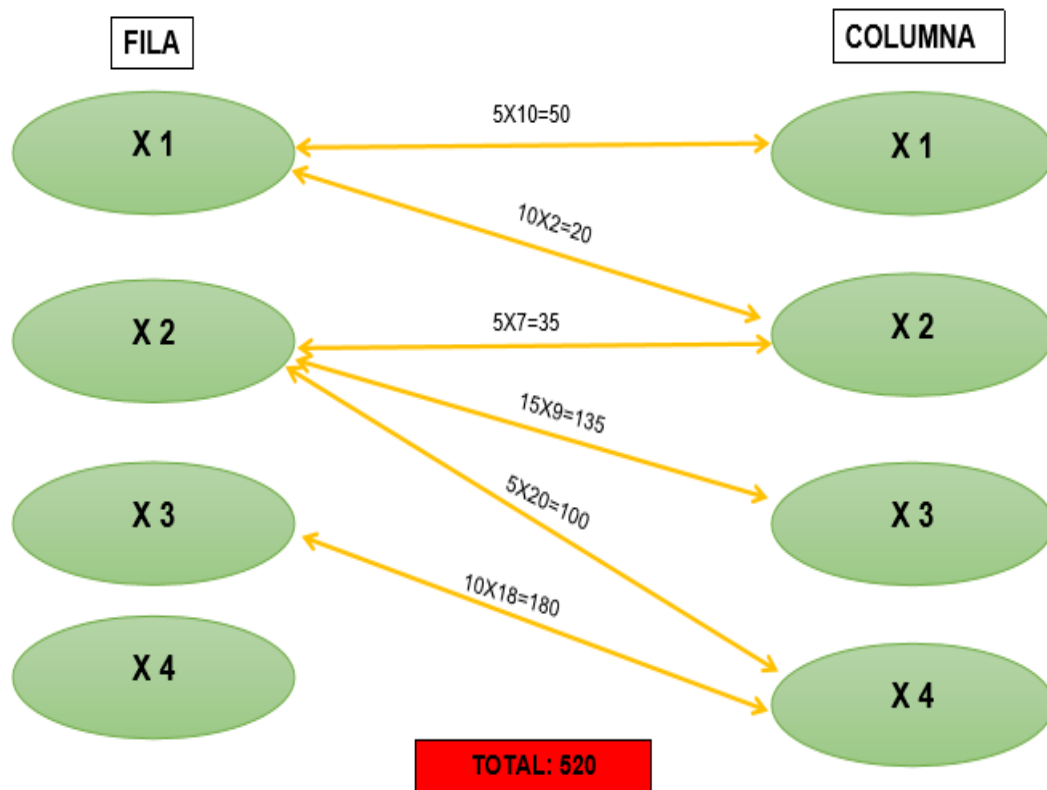 FILA
COLUMNA
X 1
5X10=50
X 1
10X2=20
X 2
5X7=35
X 2
15X9=135
X 3
5X20=100
X 3
10X18=180
X 4
X 4
TOTAL: 520